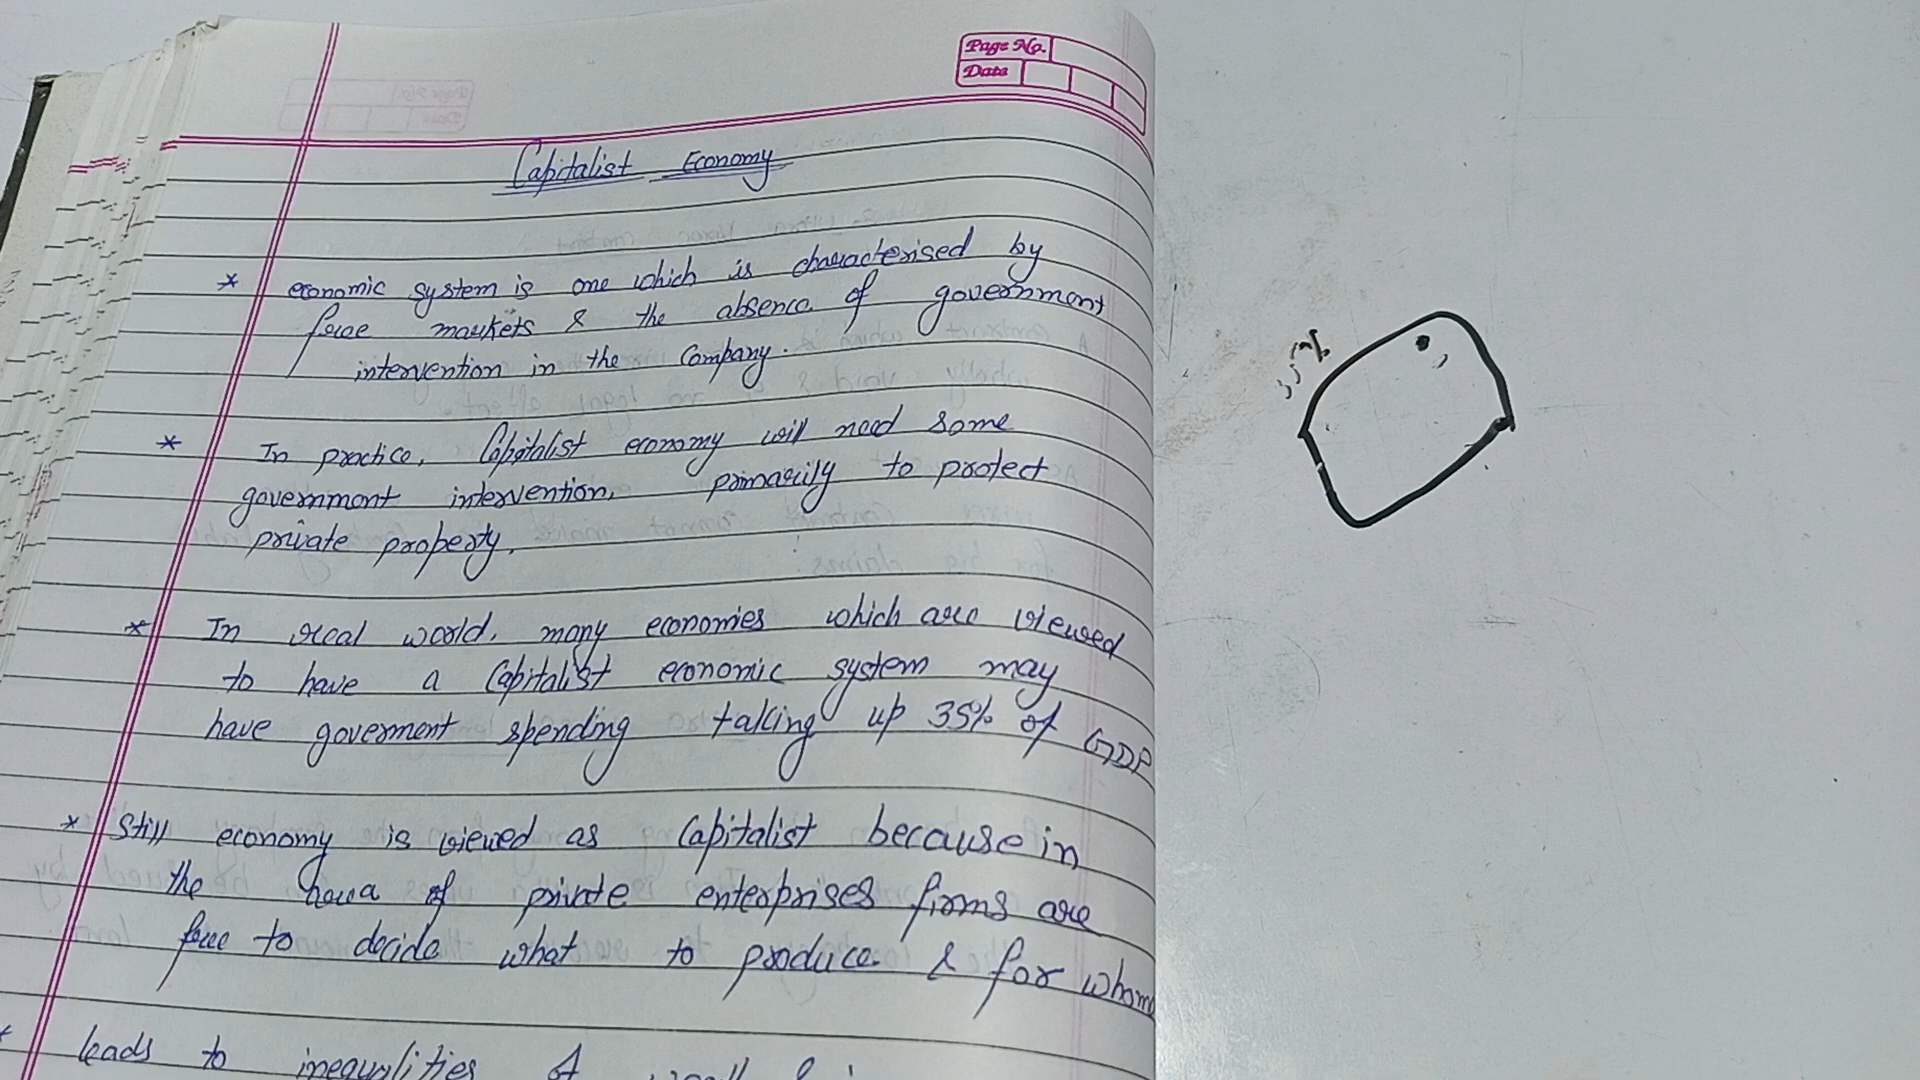 Page No.
Data
Capitalist Economy
* economic system is one which is characterised by
free markets & the absence of government
intervention in the Company.
* In practice, Capitalist economy will need some
government intervention, primarily to protect
private property.
* In real world, many economies which are viewed
to have a Capitalist economic system may
have goverment spending taking up 35% of GDP
* Still economy is viewed as Capitalist because in
the of private enterprises firms are
free to decide what to produce & for whom
* leads to inequalities of